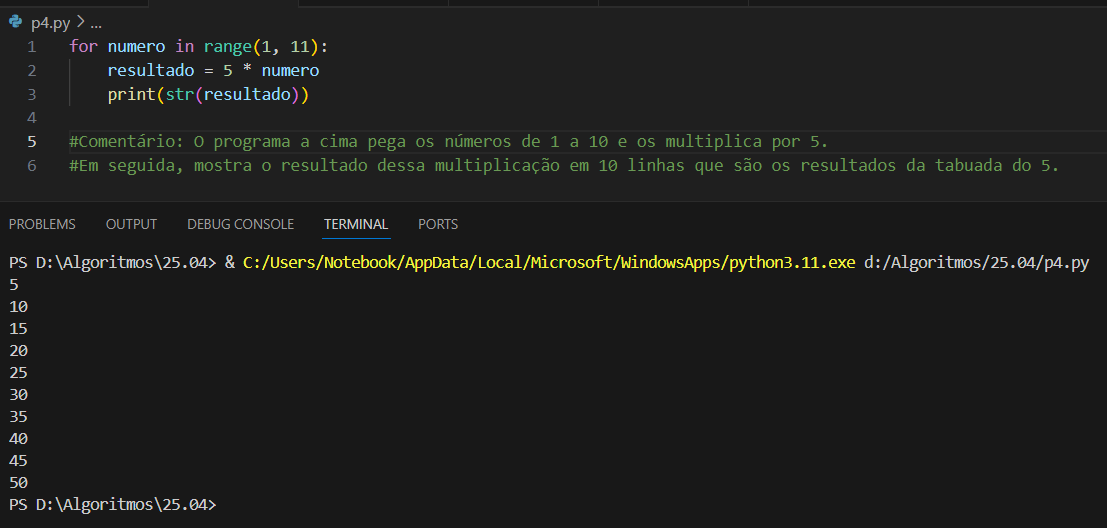 p4.py > ...
1 for numero in range(1, 11):
2     resultado = 5 * numero
3     print(str(resultado))
4
5 #Comentário: O programa a cima pega os números de 1 a 10 e os multiplica por 5.
6 #Em seguida, mostra o resultado dessa multiplicação em 10 linhas que são os resultados da tabuada do 5.
PROBLEMS OUTPUT DEBUG CONSOLE TERMINAL PORTS
PS D:\Algoritmos\25.04> & C:/Users/Notebook/AppData/Local/Microsoft/WindowsApps/python3.11.exe d:/Algoritmos/25.04/p4.py
5
10
15
20
25
30
35
40
45
50
PS D:\Algoritmos\25.04>